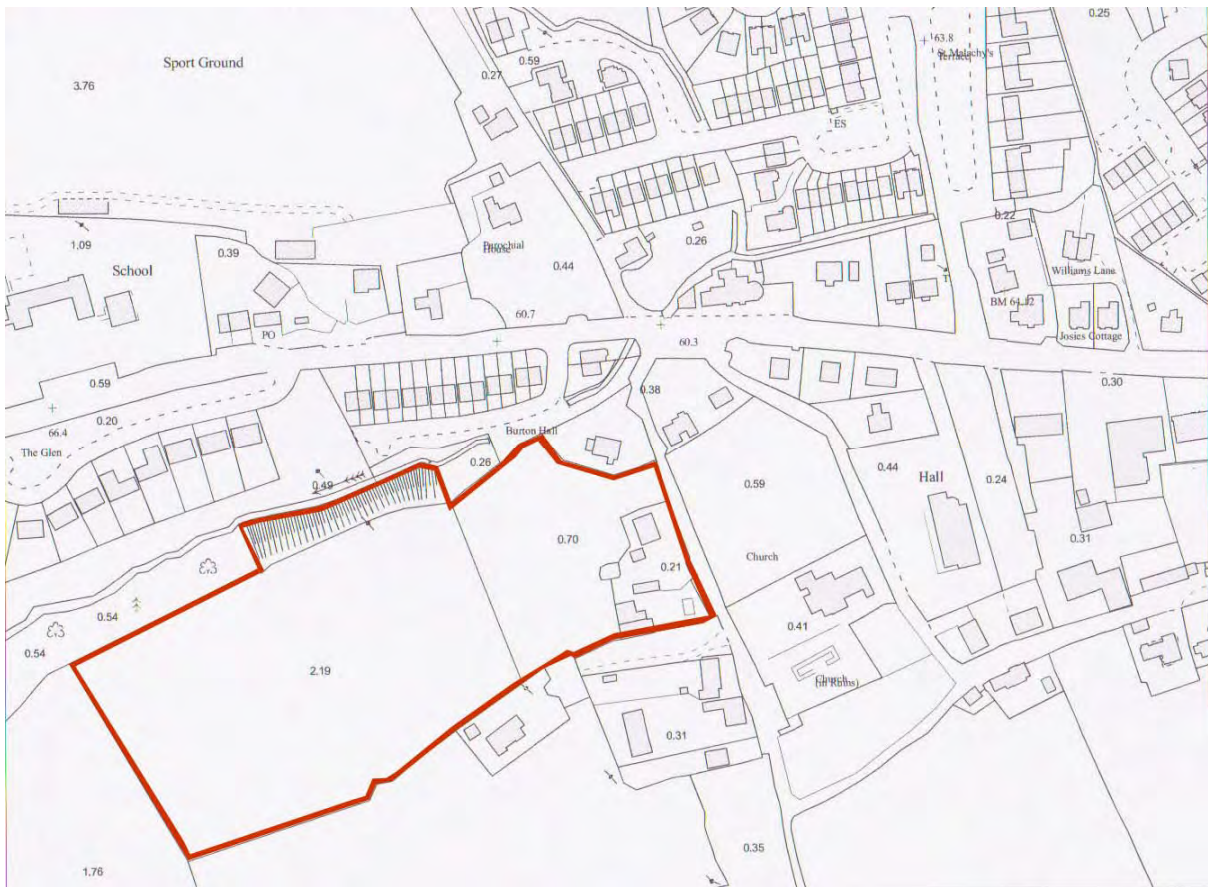 0.25
63.8
St Malachy's
Terrace
Sport Ground
0.59
0.27
3.76
ES
0.22
0.26
1.09
0.39
Parochial
House
School
0.44
Williams Lane
T
BM 64.12
60.7
PO
Josies Cottage
60.3
0.59
0.38
0.30
0.20
66.4
Burton Hall
The Glen
0.26
0.44
Hall
0.49
0.59
0.24
0.70
0.31
Church
0.21
0.54
0.54
0.41
2.19
Church
(in Ruins)
0.31
0.35
1.76